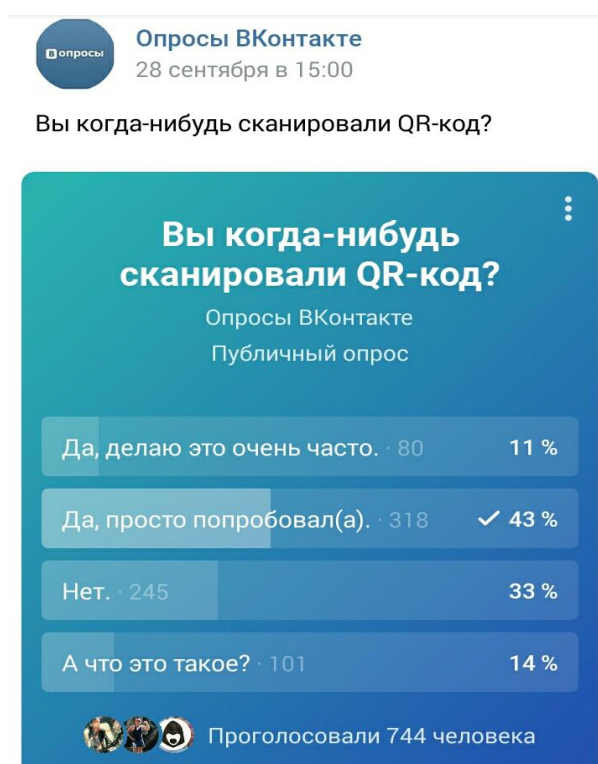 Вопросы
Опросы ВКонтакте
28 сентября в 15:00
Вы когда-нибудь сканировали QR-код?
Вы когда-нибудь
сканировали QR-код?
Опросы ВКонтакте
Публичный опрос
Да, делаю это очень часто. · 80 11 %
Да, просто попробовал(а). · 318 43 %
Нет. · 245 33 %
А что это такое? · 101 14 %
Проголосовали 744 человека